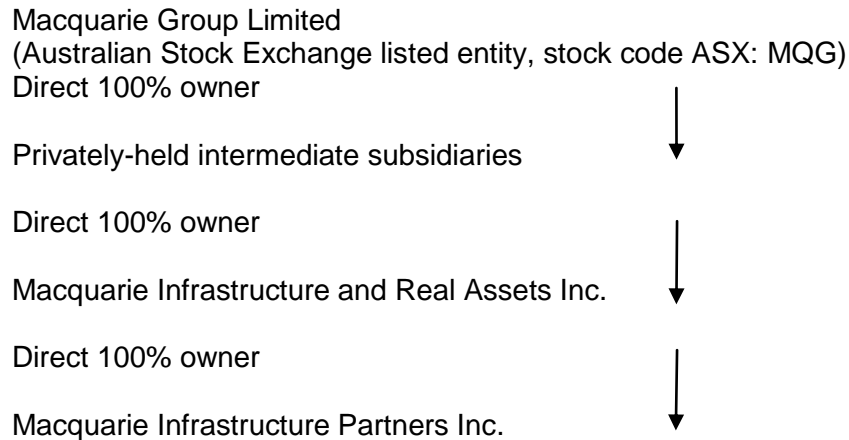 Macquarie Group Limited
(Australian Stock Exchange listed entity, stock code ASX: MQG)
Direct 100% owner
Privately-held intermediate subsidiaries
Direct 100% owner
Macquarie Infrastructure and Real Assets Inc.
Direct 100% owner
Macquarie Infrastructure Partners Inc.